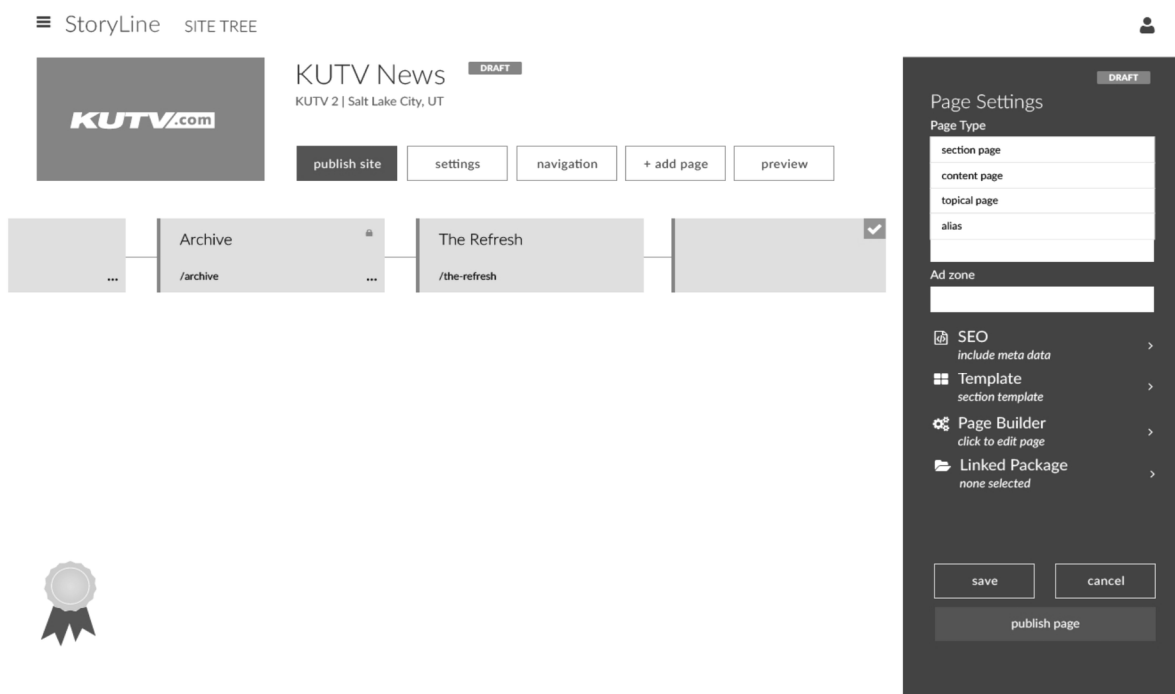 StoryLine SITE TREE
KUTV.com
KUTV News DRAFT
KUTV 2 | Salt Lake City, UT
publish site settings navigation + add page preview
...
Archive
/archive ...
The Refresh
/the-refresh
DRAFT
Page Settings
Page Type
section page
content page
topical page
alias
Ad zone
SEO
include meta data
Template
section template
Page Builder
click to edit page
Linked Package
none selected
save cancel
publish page